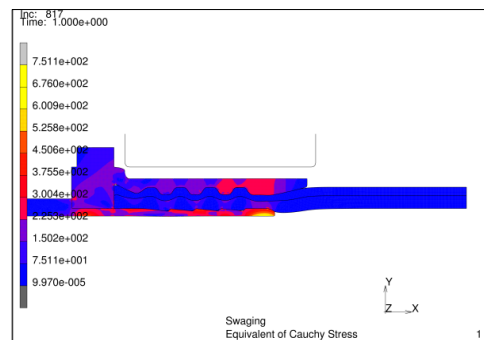 Inc: 817
Time: 1.000e+000
7.511e+002
6.760e+002
6.009e+002
5.258e+002
4.506e+002
3.755e+002
3.004e+002
2.253e+002
1.502e+002
7.511e+001
9.970e-005
Y
Z X
Swaging
Equivalent of Cauchy Stress 1